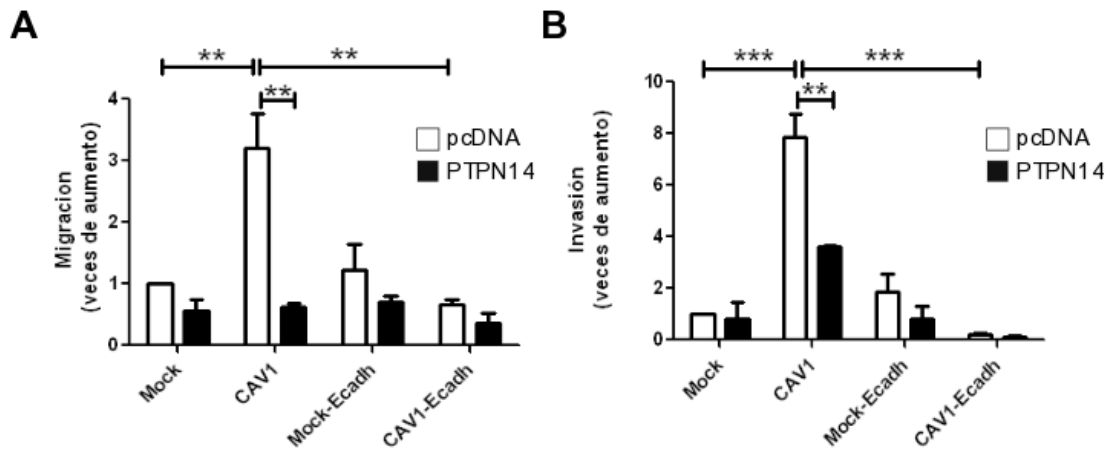 A
** **
**
Migracion
(veces de aumento)
4
3
2
1
0
pcDNA
PTPN14
Mock
CAV1
Mock-Ecadh
CAV1-Ecadh
B
*** ***
**
Invasión
(veces de aumento)
10
8
6
4
2
0
pcDNA
PTPN14
Mock
CAV1
Mock-Ecadh
CAV1-Ecadh